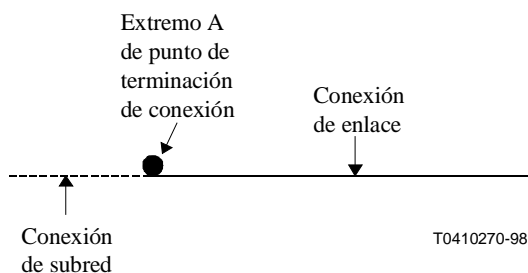 Extremo A
de punto de
terminación
de conexión
Conexión
de enlace
Conexión
de subred
T0410270-98